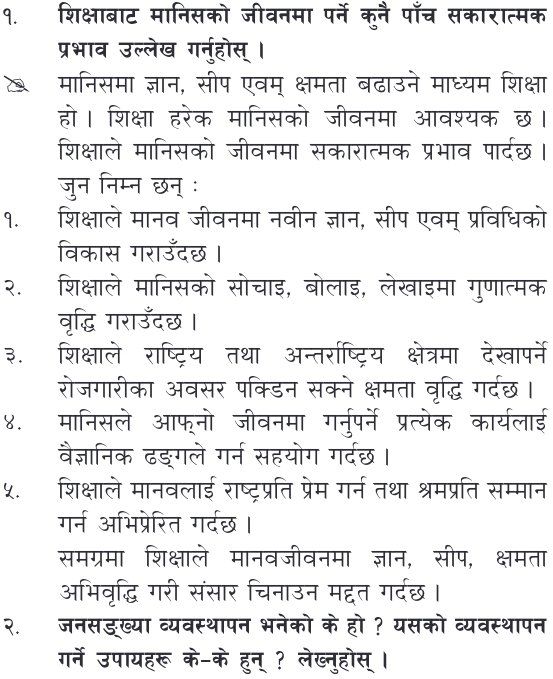 १. शिक्षाबाट मानिसको जीवनमा पर्ने कुनै पाँच सकारात्मक
प्रभाव उल्लेख गर्नुहोस् ।
मानिसमा ज्ञान, सीप एवम् क्षमता बढाउने माध्यम शिक्षा
हो । शिक्षा हरेक मानिसको जीवनमा आवश्यक छ ।
शिक्षाले मानिसको जीवनमा सकारात्मक प्रभाव पार्दछ ।
जुन निम्न छन् :
१. शिक्षाले मानव जीवनमा नवीन ज्ञान, सीप एवम् प्रविधिको
विकास गराउँदछ ।
२. शिक्षाले मानिसको सोचाइ, बोलाइ, लेखाइमा गुणात्मक
वृद्धि गराउँदछ ।
३. शिक्षाले राष्ट्रिय तथा अन्तर्राष्ट्रिय क्षेत्रमा देखापर्ने
रोजगारीका अवसर पक्डिन सक्ने क्षमता वृद्धि गर्दछ ।
४. मानिसले आफ्नो जीवनमा गर्नुपर्ने प्रत्येक कार्यलाई
वैज्ञानिक ढङ्गले गर्न सहयोग गर्दछ ।
५. शिक्षाले मानवलाई राष्ट्रप्रति प्रेम गर्न तथा श्रमप्रति सम्मान
गर्न अभिप्रेरित गर्दछ ।
समग्रमा शिक्षाले मानवजीवनमा ज्ञान, सीप, क्षमता
अभिवृद्धि गरी संसार चिनाउन मद्दत गर्दछ ।
२. जनसङ्ख्या व्यवस्थापन भनेको के हो ? यसको व्यवस्थापन
गर्ने उपायहरू के-के हुन् ? लेख्नुहोस् ।